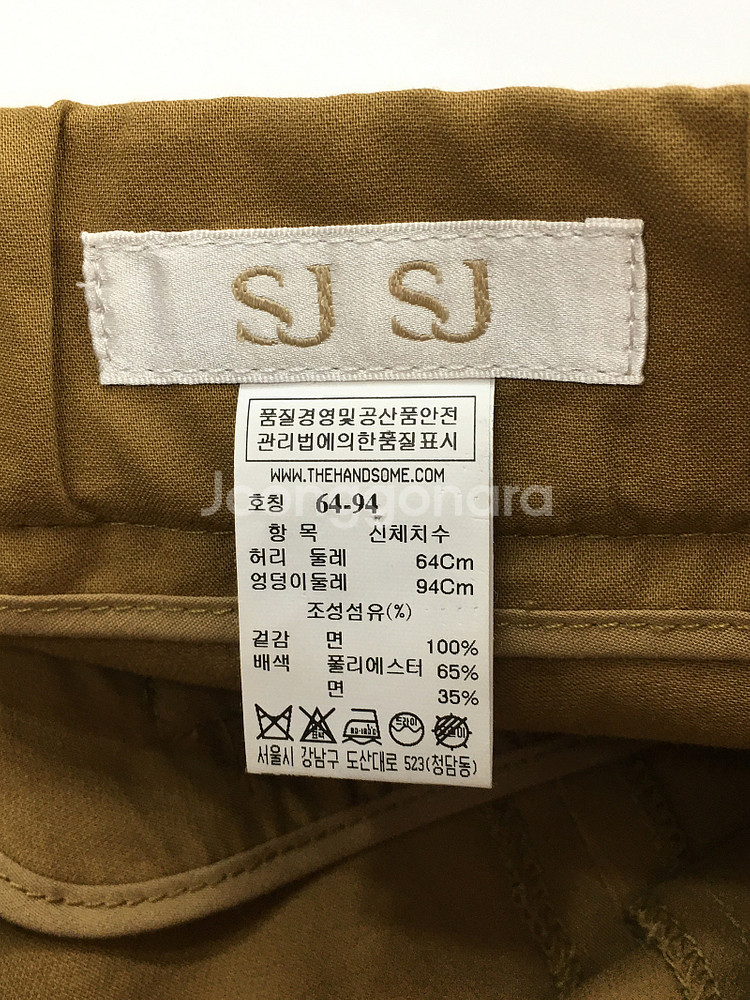 SJ SJ
품질경영및공산품안전
관리법에의한품질표시
WWW.THEHANDSOME.COM
Joonggonara
호칭 64-94
항 목 신체치수
허리 둘레 64Cm
엉덩이둘레 94Cm
조성섬유(%)
겉감 면 100%
배색 폴리에스터 65%
면 35%
드라이
서울시 강남구 도산대로 523(청담동)